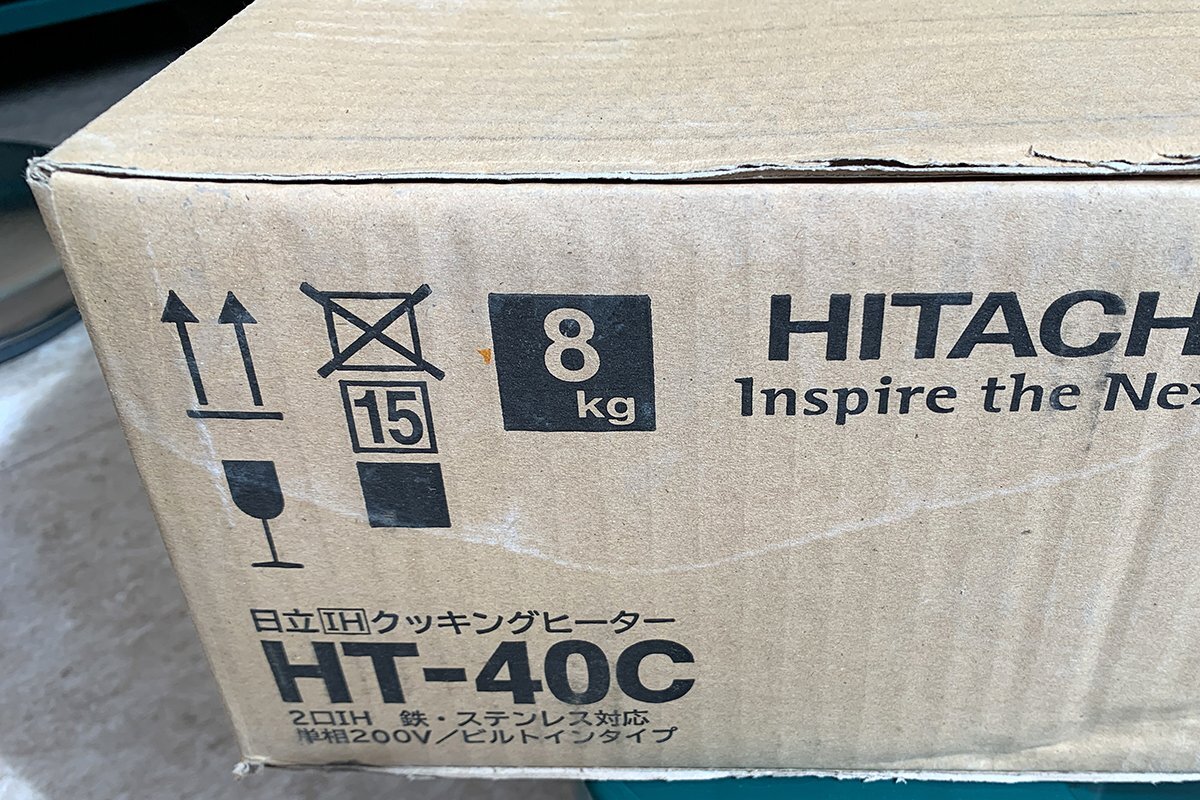 15
8
kg
HITACH
Inspire the Nex
日立IHクッキングヒーター
HT-40C
2口IH 鉄・ステンレス対応
単相200V/ビルトインタイプ